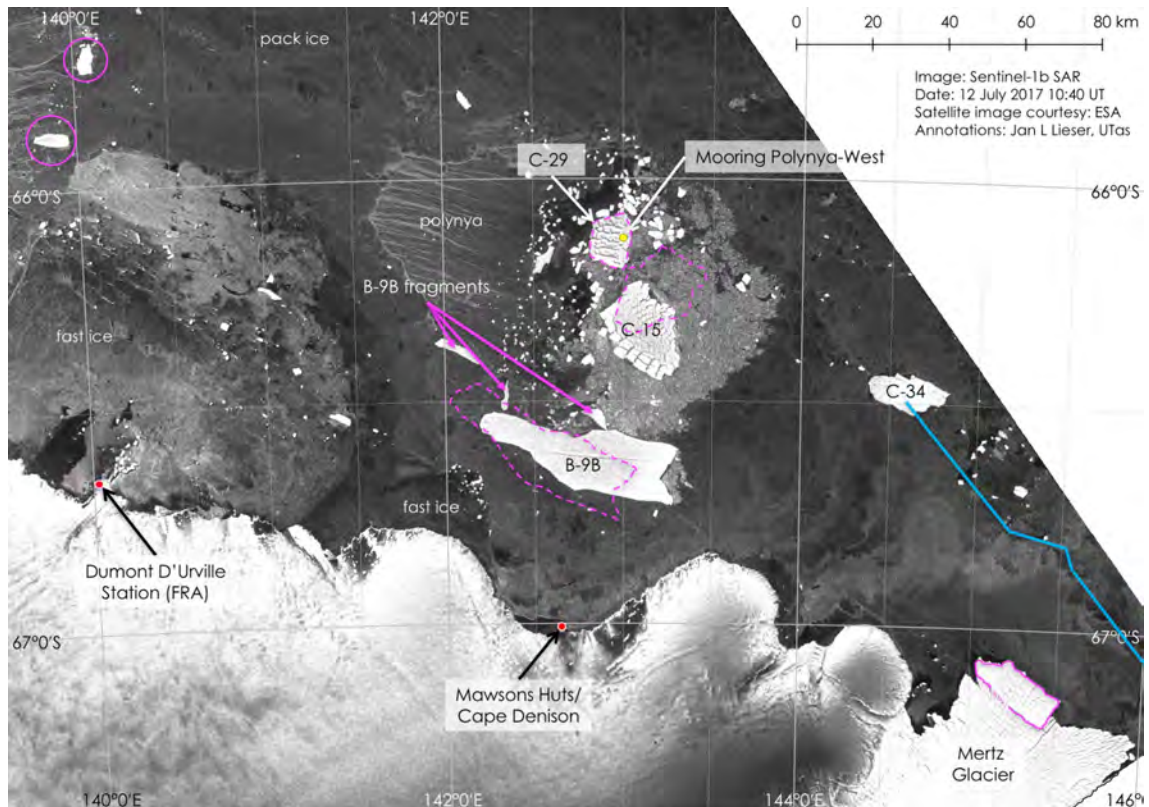 140°0'E
142°0'E
0 20 40 60 80 km
pack ice
Image: Sentinel-1b SAR
Date: 12 July 2017 10:40 UT
Satellite image courtesy: ESA
Annotations: Jan L Lieser, UTas
C-29
Mooring Polynya-West
66°0'S
66°0'S
polynya
B-9B fragments
fast ice
C-15
C-34
B-9B
fast ice
Dumont D'Urville
Station (FRA)
67°0'S
67°0'S
Mawsons Huts/
Cape Denison
Mertz
Glacier
140°0'E
142°0'E
144°0'E
146°